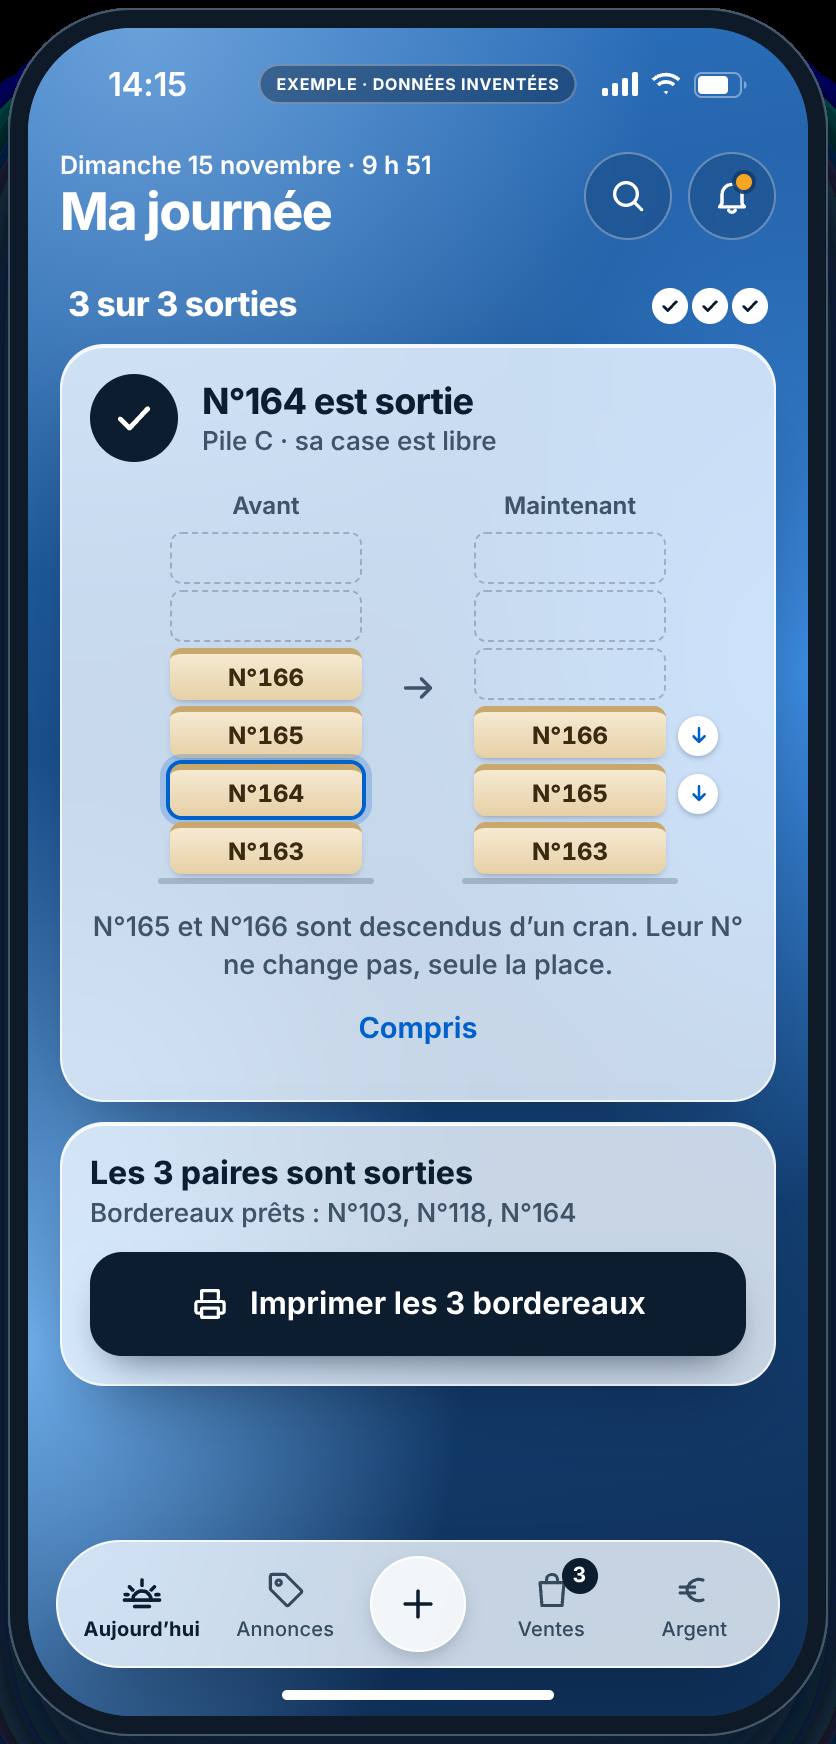 14:15
EXEMPLE · DONNÉES INVENTÉES
Dimanche 15 novembre · 9 h 51
Ma journée
3 sur 3 sorties
N°164 est sortie
Pile C · sa case est libre
Avant
N°166
N°165
N°164
N°163
Maintenant
N°166
N°165
N°163
N°165 et N°166 sont descendus d’un cran. Leur N°
ne change pas, seule la place.
Compris
Les 3 paires sont sorties
Bordereaux prêts : N°103, N°118, N°164
Imprimer les 3 bordereaux
Aujourd’hui
Annonces
3
Ventes
Argent